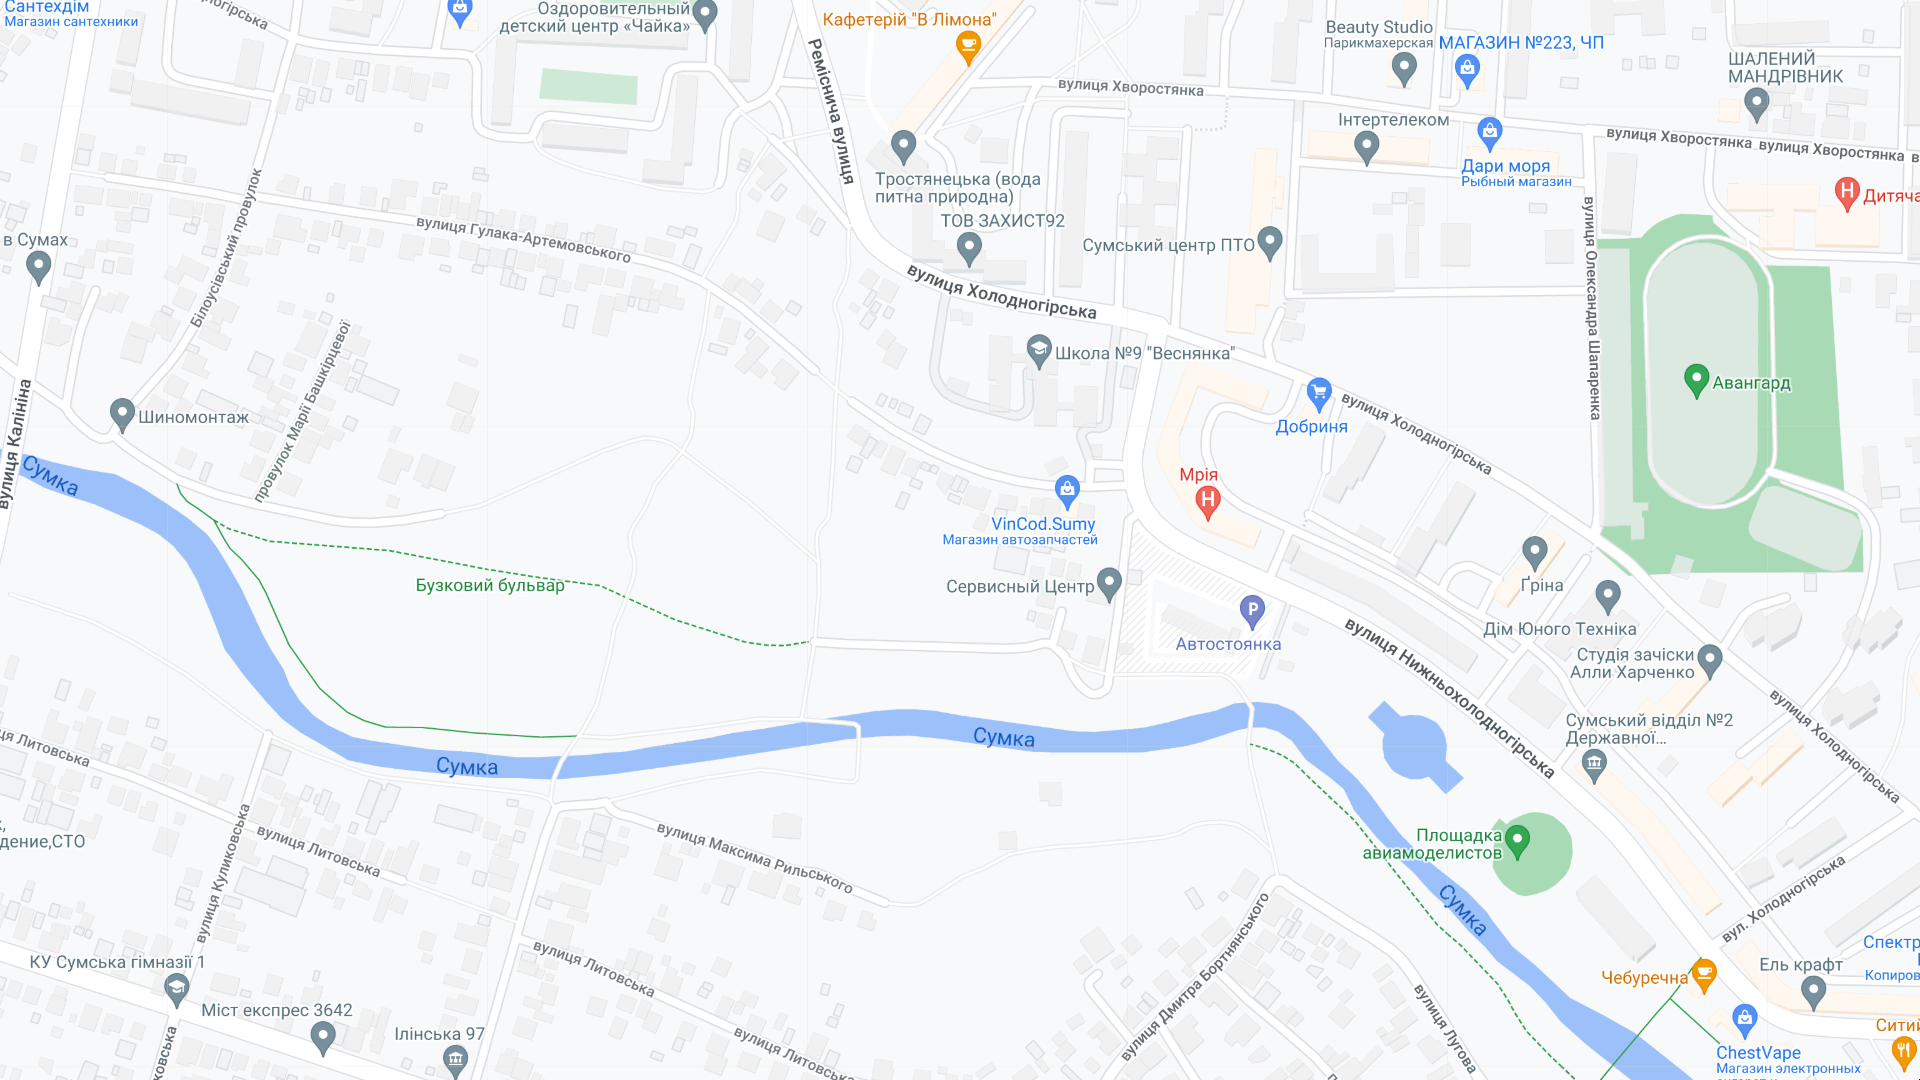 Сантехдім
Магазин сантехники
Оздоровительный
детский центр «Чайка»
Кафетерій "В Лімона"
Beauty Studio
Парикмахерская
МАГАЗИН №223, ЧП
ШАЛЕНИЙ
МАНДРІВНИК
Реміснича вулиця
вулиця Хворостянка
Інтертелеком
Дари моря
Рыбный магазин
вулиця Хворостянка
вулиця Хворостянка
Дитяча
Тростянецька (вода
питна природна)
ТОВ ЗАХИСТ92
Сумський центр ПТО
вулиця Олександра Шапаренка
Білоусівський провулок
вулиця Гулака-Артемовського
в Сумах
вулиця Холодногірська
Школа №9 "Веснянка"
Авангард
провулок Марії Башкірцевої
Шиномонтаж
вулиця Калініна
Добриня
вулиця Холодногірська
Сумка
Мрія
VinCod.Sumy
Магазин автозапчастей
Сервисный Центр
Бузковий бульвар
Ґріна
Автостоянка
Дім Юного Техніка
вулиця Нижньохолодногірська
Студія зачіски
Алли Харченко
вулиця Холодногірська
Сумський відділ №2
Державної...
вулиця Литовська
Сумка
Сумка
дение,СТО
вулиця Литовська
вулиця Куликовська
вулиця Максима Рильського
Площадка
авиамоделистов
Сумка
вул. Холодногірська
КУ Сумська гімназії 1
вулиця Литовська
вулиця Дмитра Бортнянського
вулиця Лугова
Чебуречна
Ель крафт
Спектр
Копиров
Міст експрес 3642
Ілінська 97
вулиця Литовська
ChestVape
Магазин электронных
Ситий